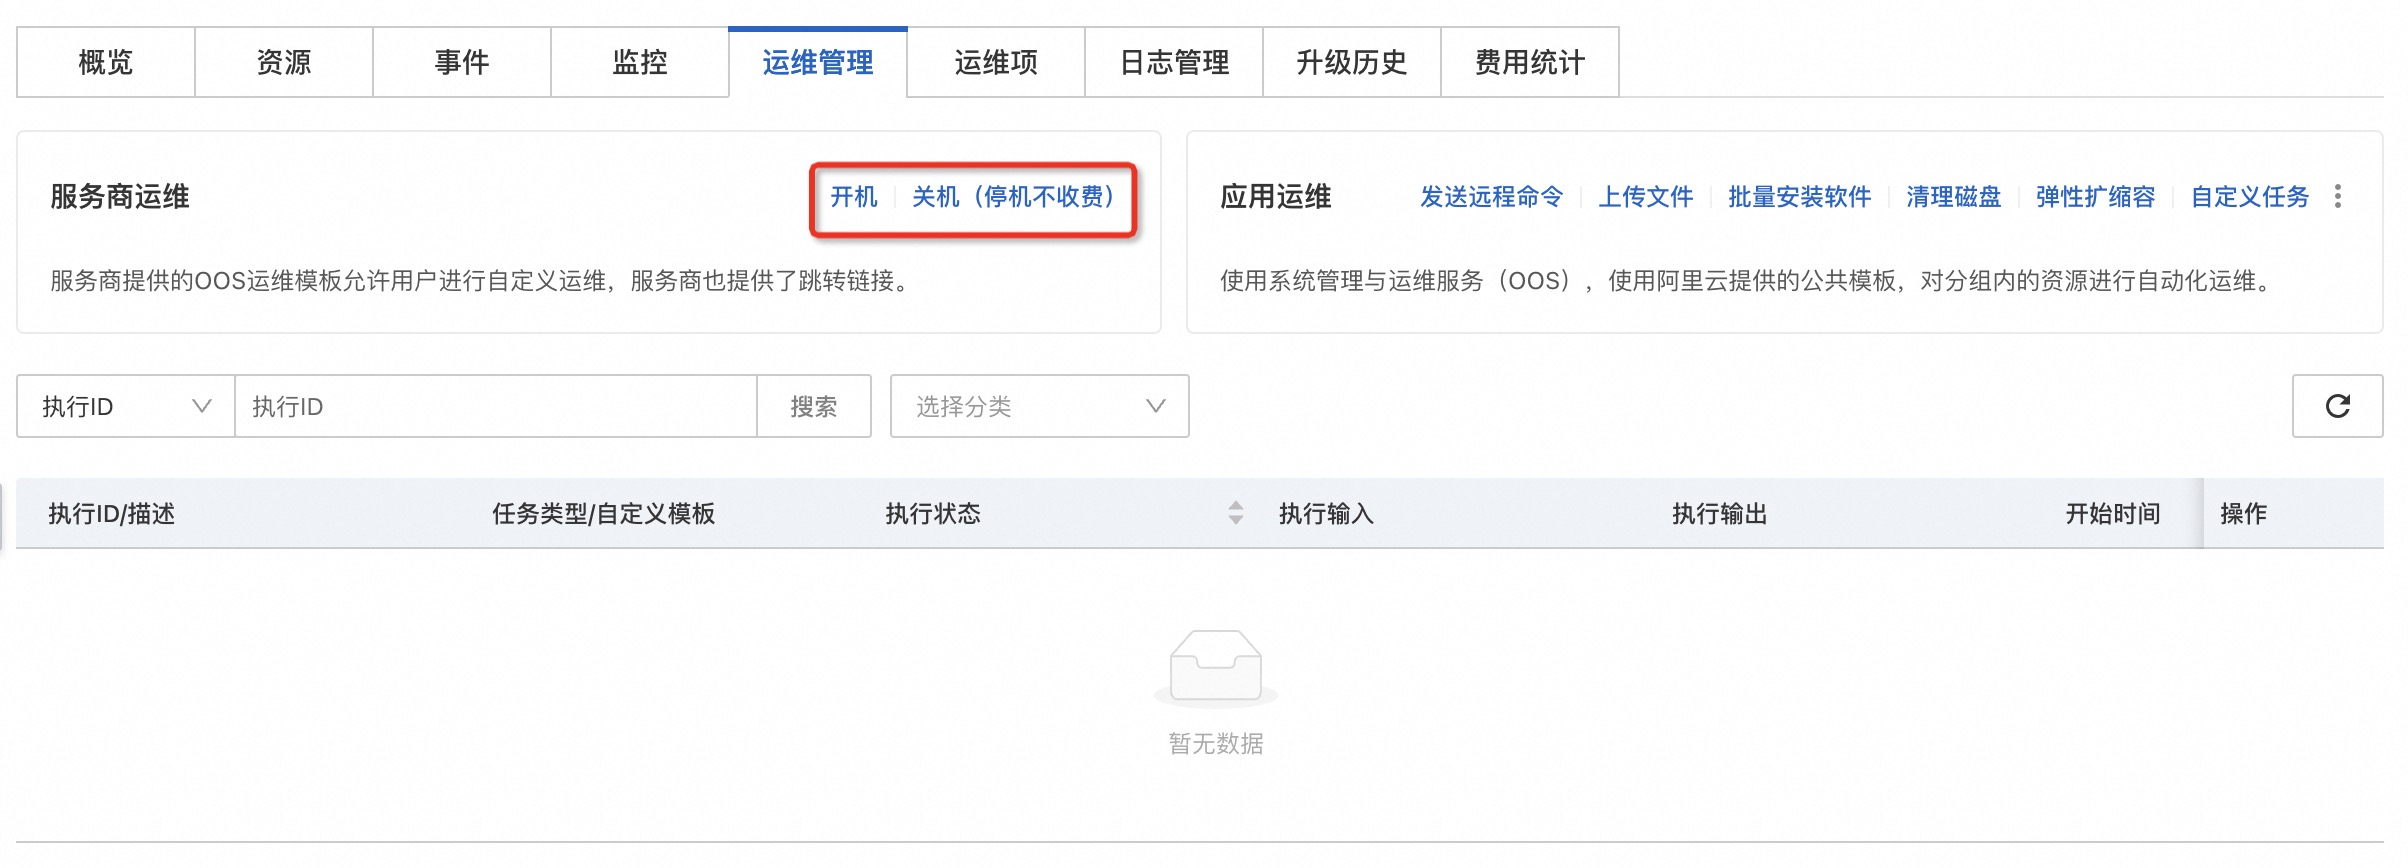 概览 资源 事件 监控 运维管理 运维项 日志管理 升级历史 费用统计
服务商运维 开机 关机（停机不收费）
服务商提供的OOS运维模板允许用户进行自定义运维，服务商也提供了跳转链接。
应用运维 发送远程命令 上传文件 批量安装软件 清理磁盘 弹性扩缩容 自定义任务
使用系统管理与运维服务（OOS），使用阿里云提供的公共模板，对分组内的资源进行自动化运维。
执行ID 执行ID 搜索 选择分类
执行ID/描述 任务类型/自定义模板 执行状态 执行输入 执行输出 开始时间 操作
暂无数据